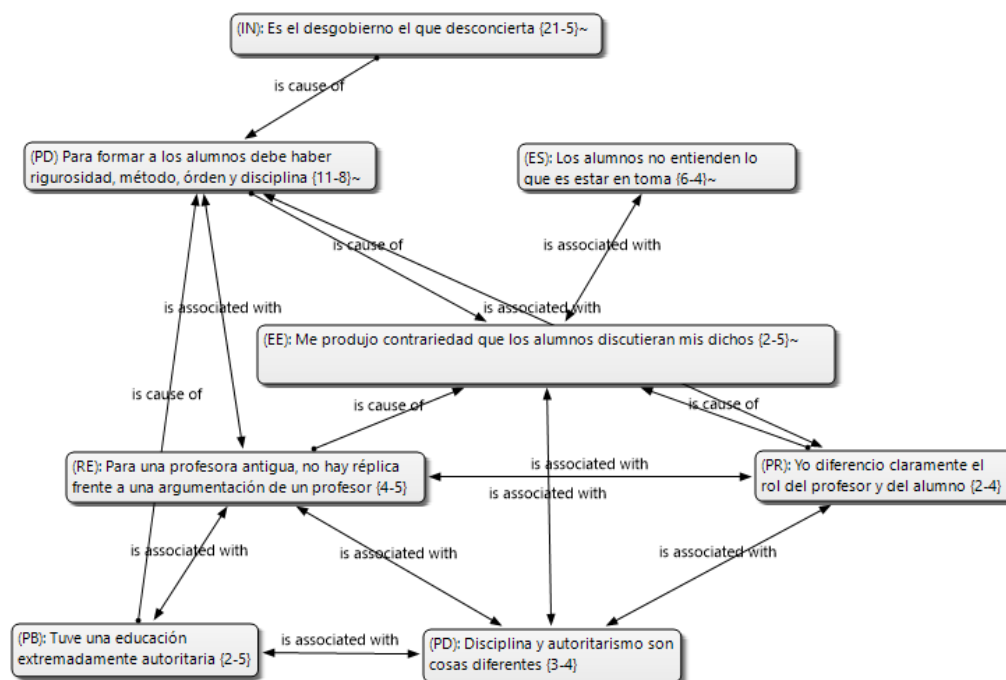 (IN): Es el desgobierno el que desconcierta {21-5}~
is cause of
(PD) Para formar a los alumnos debe haber
rigurosidad, método, órden y disciplina {11-8}~
(ES): Los alumnos no entienden lo
que es estar en toma {6-4}~
is cause of
is associated with
is associated with
is associated with
(EE): Me produjo contrariedad que los alumnos discutieran mis dichos {2-5}~
is cause of
is cause of
is cause of
(RE): Para una profesora antigua, no hay réplica
frente a una argumentación de un profesor {4-5}
is associated with
is associated with
(PR): Yo diferencio claramente el
rol del profesor y del alumno {2-4}
is associated with
is associated with
is associated with
(PB): Tuve una educación
extremadamente autoritaria {2-5}
is associated with
(PD): Disciplina y autoritarismo son
cosas diferentes {3-4}